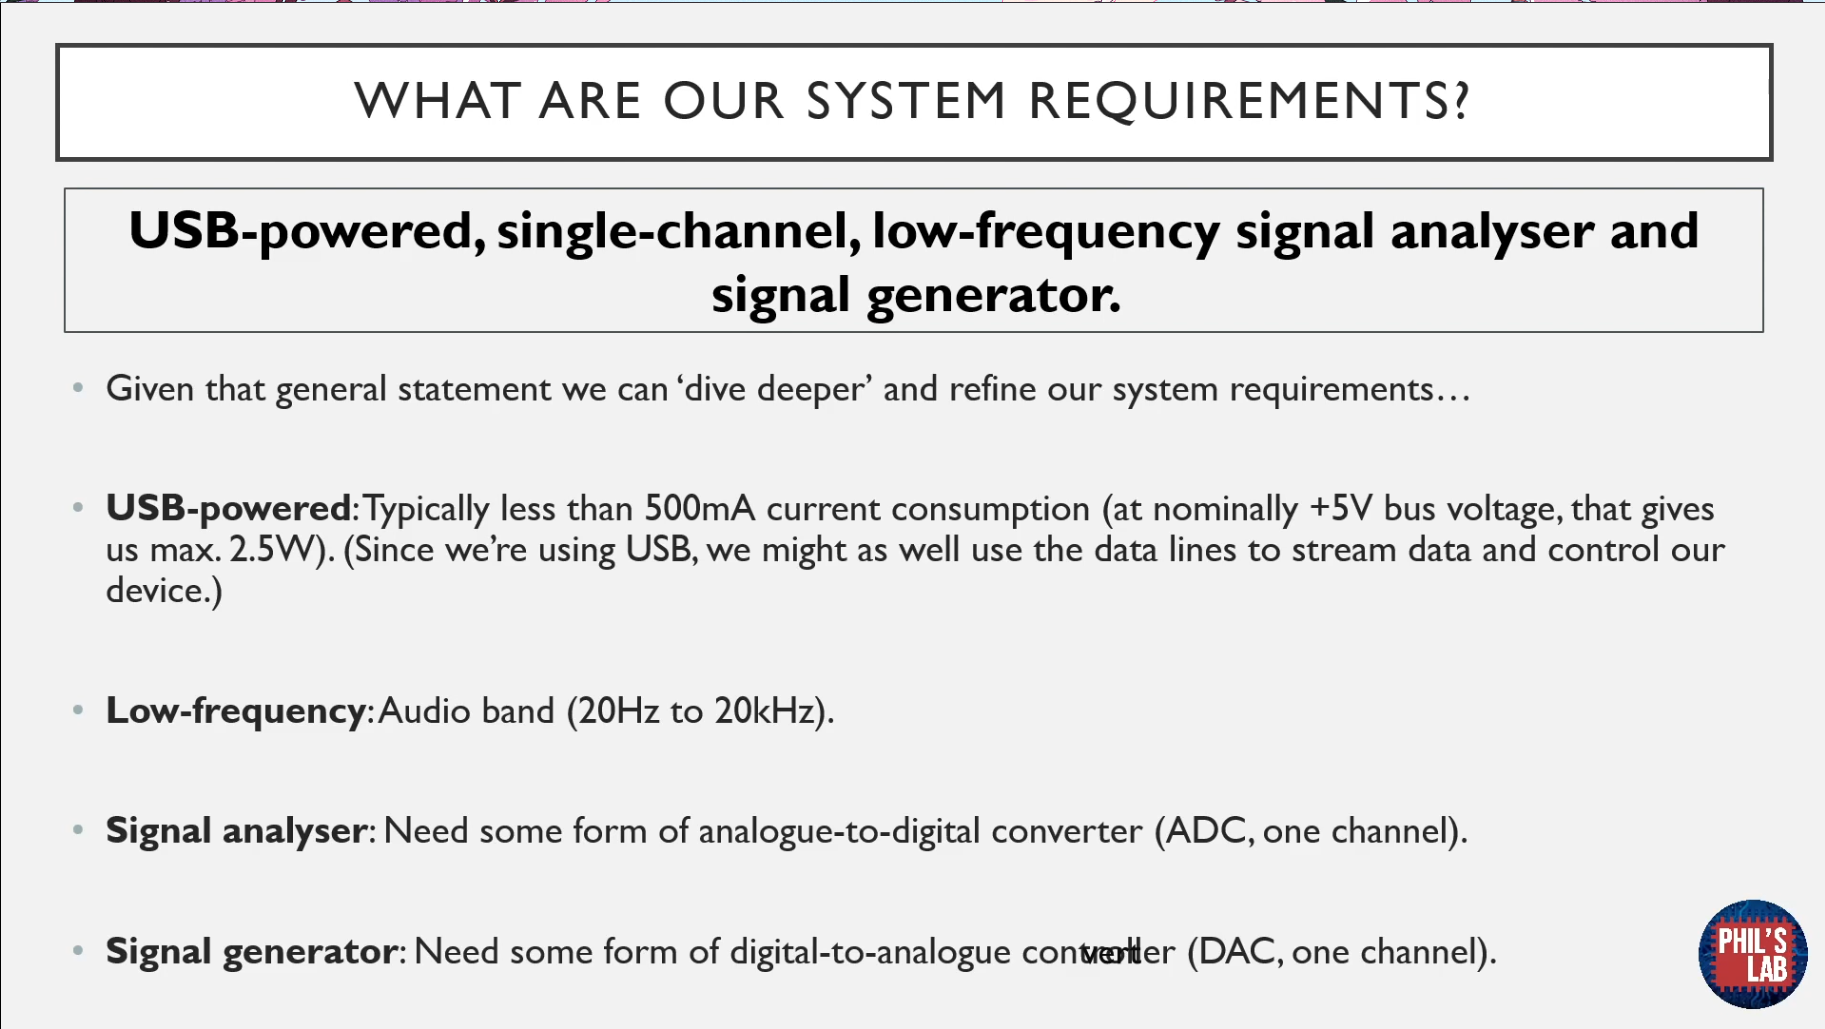 WHAT ARE OUR SYSTEM REQUIREMENTS?
USB-powered, single-channel, low-frequency signal analyser and
signal generator.
• Given that general statement we can ‘dive deeper’ and refine our system requirements…
• USB-powered: Typically less than 500mA current consumption (at nominally +5V bus voltage, that gives
us max. 2.5W). (Since we’re using USB, we might as well use the data lines to stream data and control our
device.)
• Low-frequency: Audio band (20Hz to 20kHz).
• Signal analyser: Need some form of analogue-to-digital converter (ADC, one channel).
• Signal generator: Need some form of digital-to-analogue (DAC, one channel).
PHIL'S
LAB